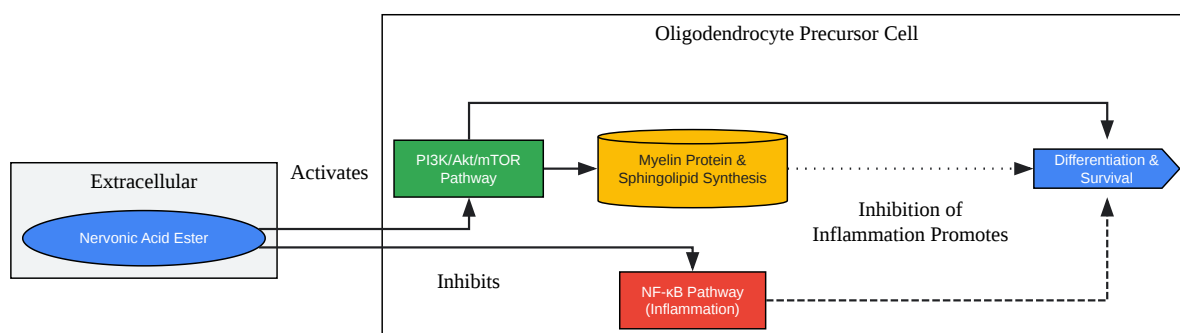 Oligodendrocyte Precursor Cell
Extracellular
Nervonic Acid Ester
Activates
PI3K/Akt/mTOR
Pathway
Myelin Protein &
Sphingolipid Synthesis
Differentiation &
Survival
Inhibition of
Inflammation Promotes
Inhibits
NF-κB Pathway
(Inflammation)